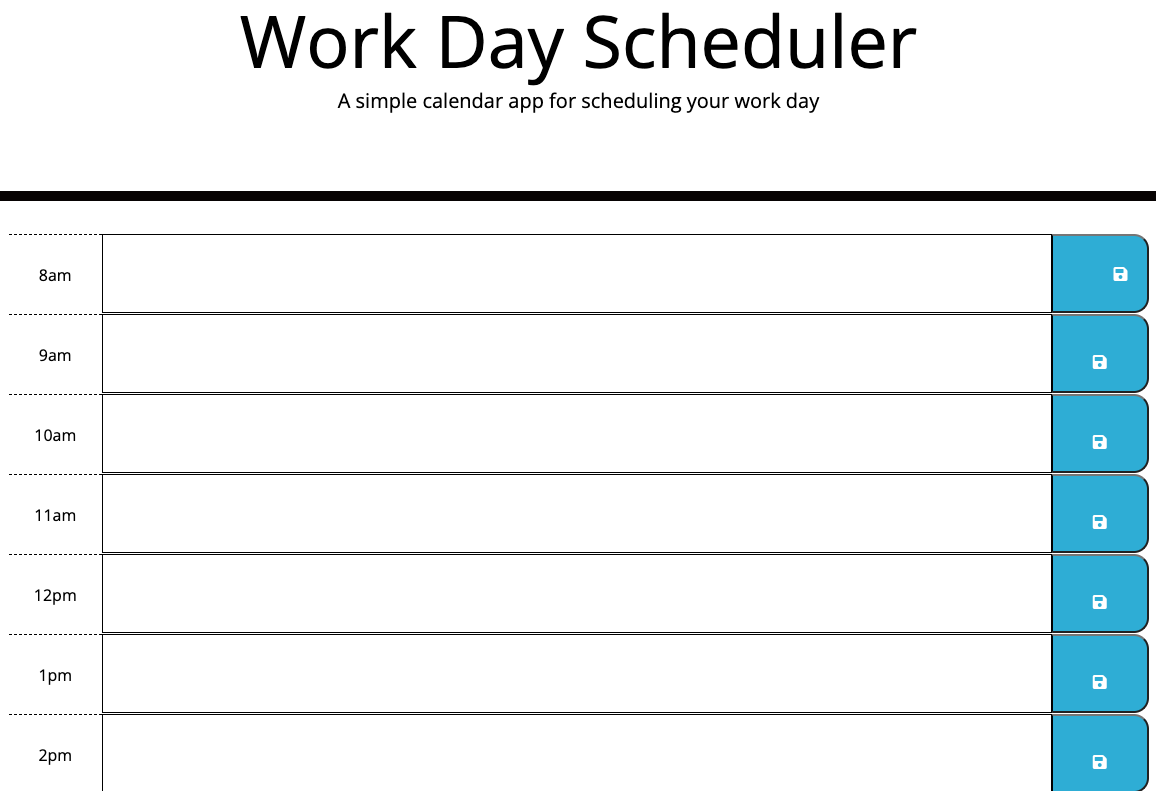 Work Day Scheduler
A simple calendar app for scheduling your work day
8am
9am
10am
11am
12pm
1pm
2pm